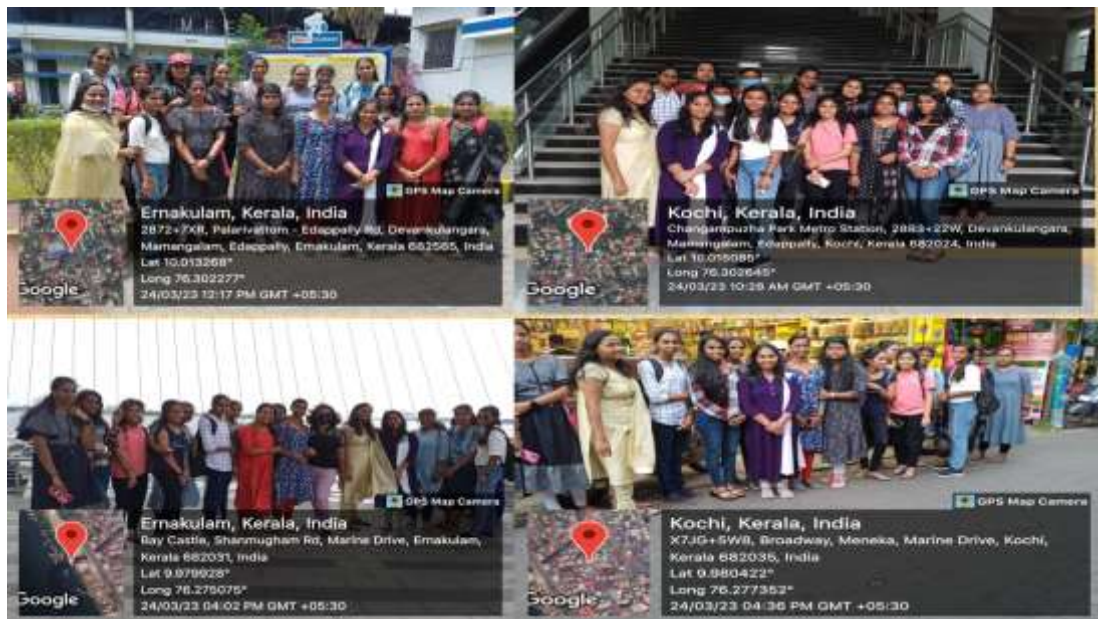 GPS Map Camera
Ernakulam, Kerala, India
2872+7XR, Palarivattom - Edappally Rd, Devankulangara,
Mamangalam, Edappally, Ernakulam, Kerala 682565, India
Lat 10.013268°
Long 76.302277°
24/03/23 12:17 PM GMT +05:30
Google
GPS Map Camera
Kochi, Kerala, India
Changampuzha Park Metro Station, 2883+22W, Devankulangara,
Mamangalam, Edappally, Kochi, Kerala 682024, India
Lat 10.015085°
Long 76.302645°
24/03/23 10:26 AM GMT +05:30
Google
GPS Map Camera
Ernakulam, Kerala, India
Bay Castle, Shanmugham Rd, Marine Drive, Ernakulam,
Kerala 682031, India
Lat 9.979928°
Long 76.275075°
24/03/23 04:02 PM GMT +05:30
Google
GPS Map Camera
Kochi, Kerala, India
X7JG+5W8, Broadway, Meneka, Marine Drive, Kochi,
Kerala 682035, India
Lat 9.980422°
Long 76.277352°
24/03/23 04:36 PM GMT +05:30
Google